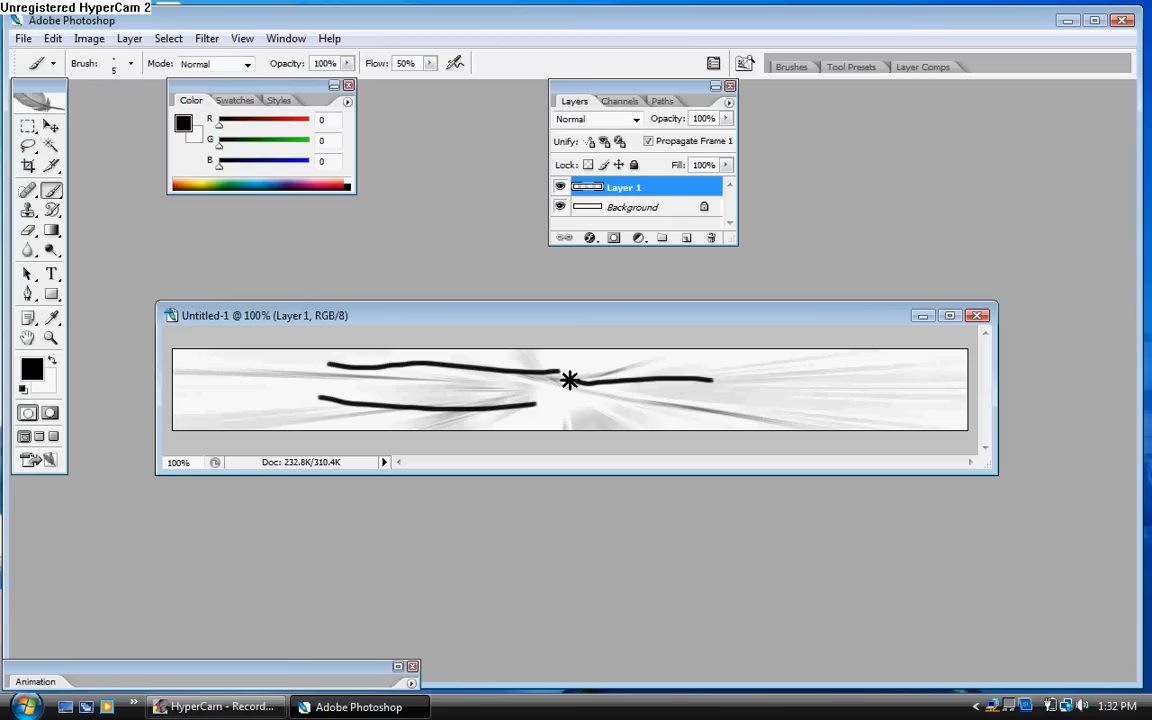 Unregistered HyperCam 2
Adobe Photoshop
File Edit Image Layer Select Filter View Window Help
Brush: 5 Mode: Normal Opacity: 100% Flow: 50% Brushes Tool Presets Layer Comps
Color Swatches Styles
R 0
G 0
B 0
Layers Channels Paths
Normal Opacity: 100%
Unify: Propagate Frame 1
Lock: Fill: 100%
Layer 1
Background
T
Untitled-1 @ 100% (Layer 1, RGB/8)
100% Doc: 232.8K/310.4K
Animation
HyperCam - Record... Adobe Photoshop 1:32 PM